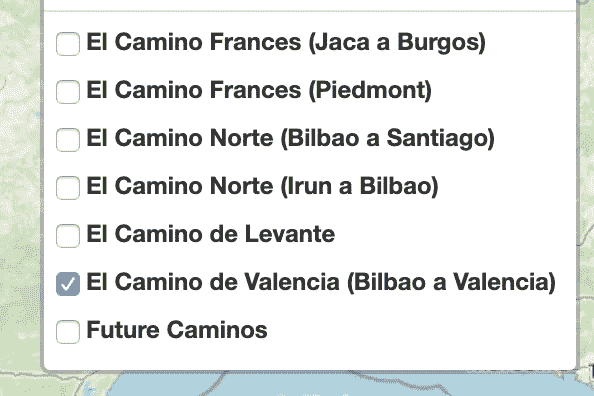 El Camino Frances (Jaca a Burgos)
El Camino Frances (Piedmont)
El Camino Norte (Bilbao a Santiago)
El Camino Norte (Irun a Bilbao)
El Camino de Levante
El Camino de Valencia (Bilbao a Valencia)
Future Caminos